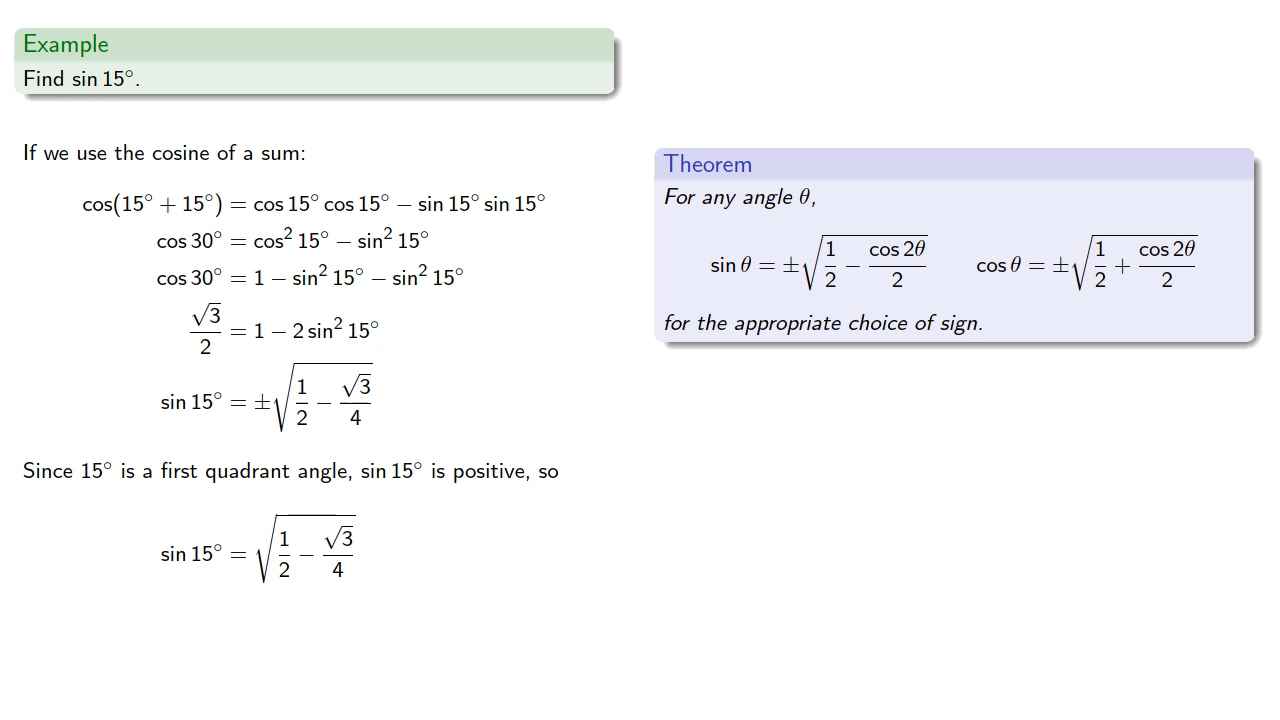 Example
Find sin 15°.
If we use the cosine of a sum:
cos(15° + 15°) = cos 15° cos 15° − sin 15° sin 15°
cos 30° = cos² 15° − sin² 15°
cos 30° = 1 − sin² 15° − sin² 15°
√3/2 = 1 − 2 sin² 15°
sin 15° = ±√(1/2 − √3/4)
Since 15° is a first quadrant angle, sin 15° is positive, so
sin 15° = √(1/2 − √3/4)
Theorem
For any angle θ,
sin θ = ±√(1/2 − cos 2θ/2) cos θ = ±√(1/2 + cos 2θ/2)
for the appropriate choice of sign.